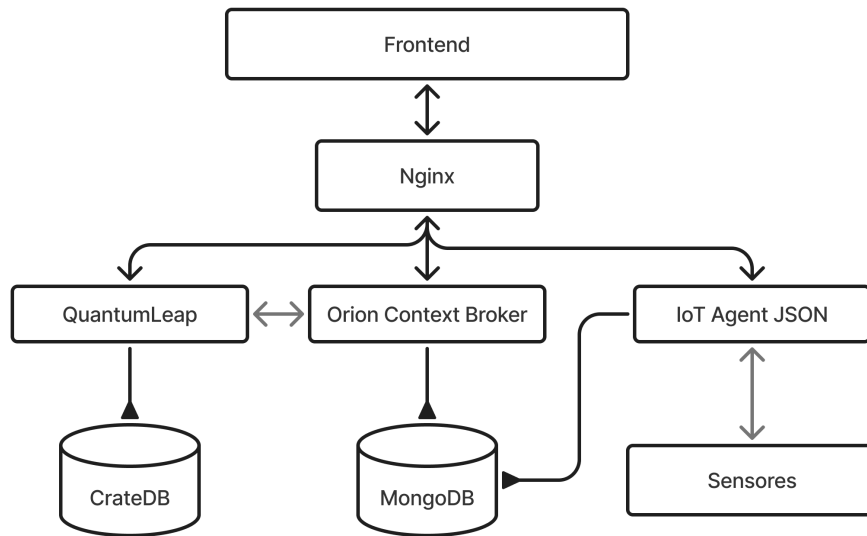 Frontend
Nginx
QuantumLeap
Orion Context Broker
IoT Agent JSON
CrateDB
MongoDB
Sensores